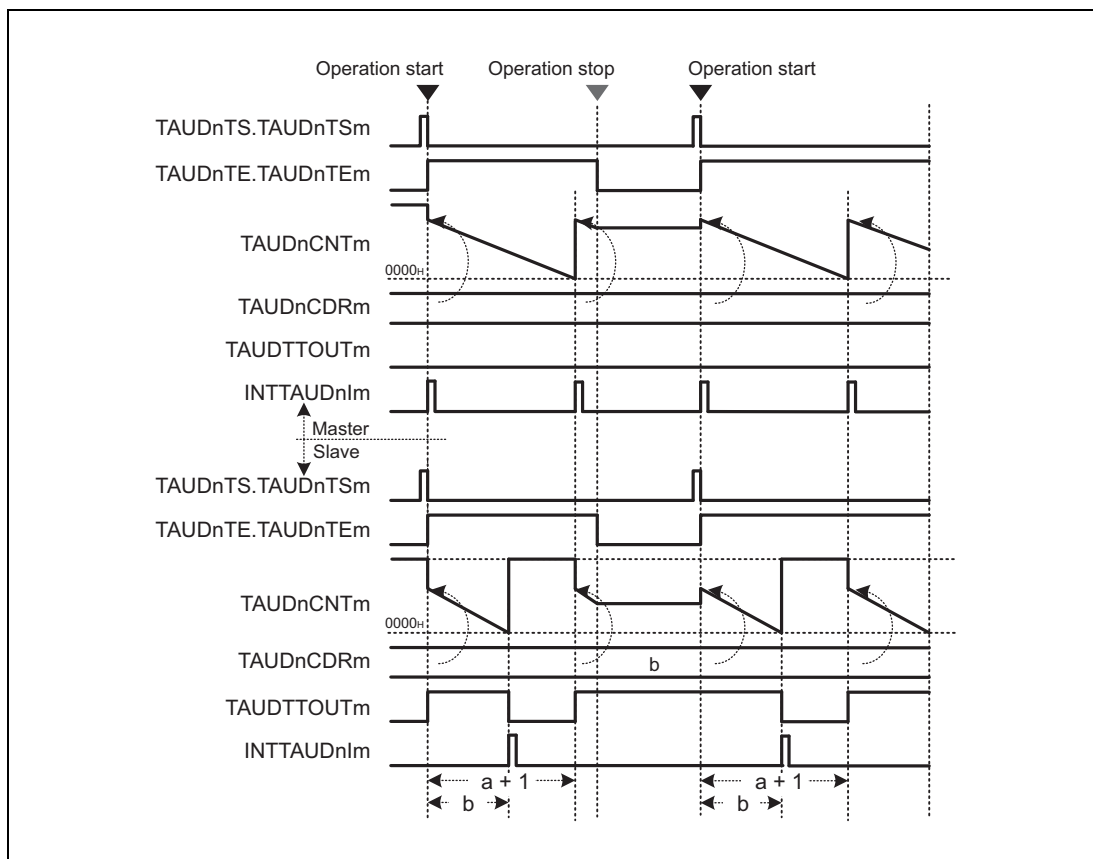 Operation start Operation stop Operation start
TAUDnTS.TAUDnTSm
TAUDnTE.TAUDnTEm
TAUDnCNTm
0000H
TAUDnCDRm
TAUDTTOUTm
INTTAUDnIm
Master
Slave
TAUDnTS.TAUDnTSm
TAUDnTE.TAUDnTEm
TAUDnCNTm
0000H
TAUDnCDRm b
TAUDTTOUTm
INTTAUDnIm
a + 1 a + 1
b b